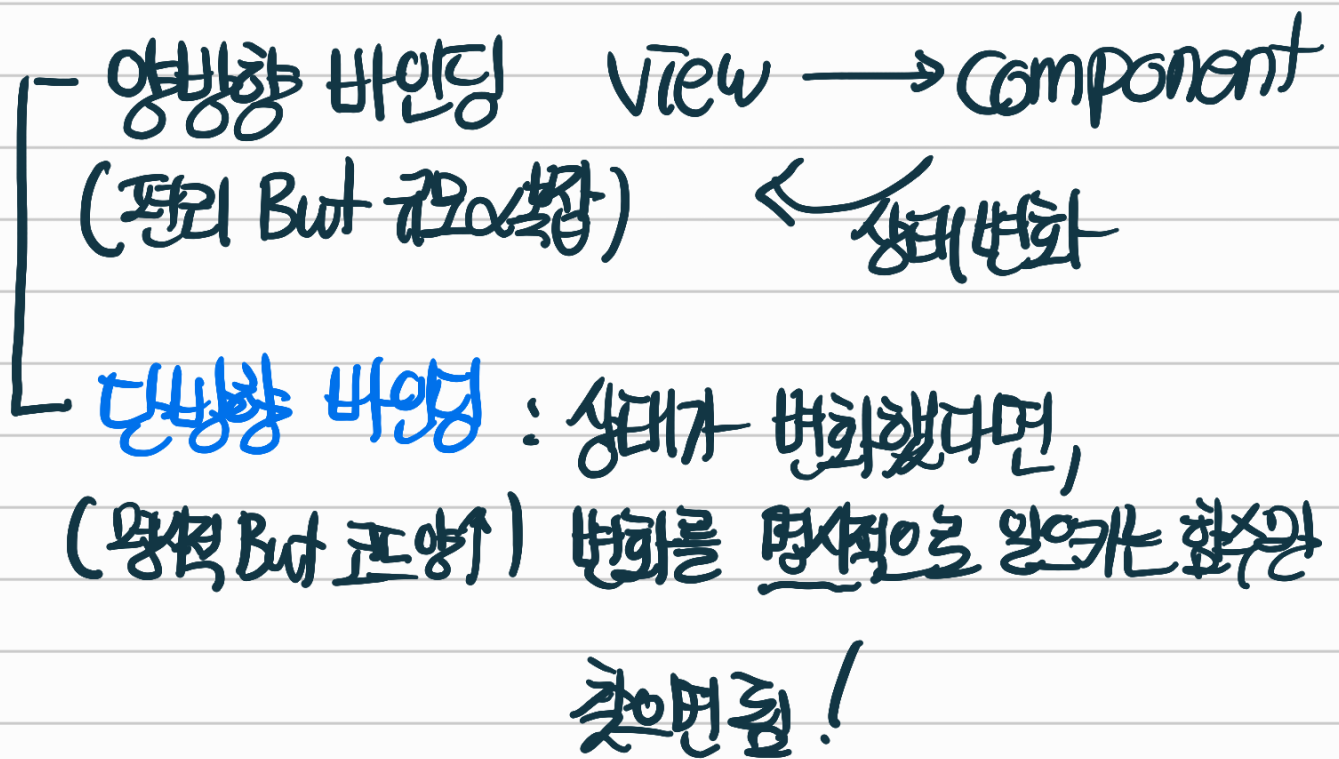 양방향 바인딩 view → component
(편리 But 규모∝복잡) ← 상태변화
단방향 바인딩 : 상태가 변화했다면,
(명시적 But 코드양↑) 변화를 명시적으로 일으키는 함수만
찾으면 됨!